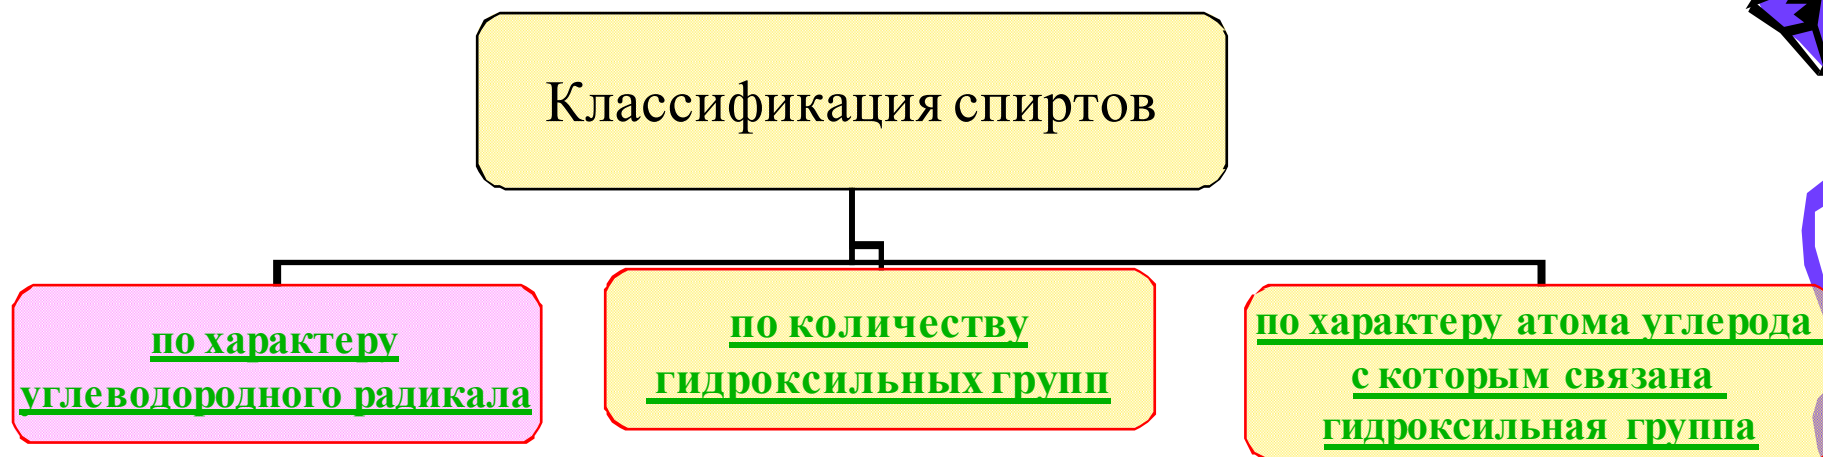 Классификация спиртов
по характеру
углеводородного радикала
по количеству
гидроксильных групп
по характеру атома углерода
с которым связана
гидроксильная группа